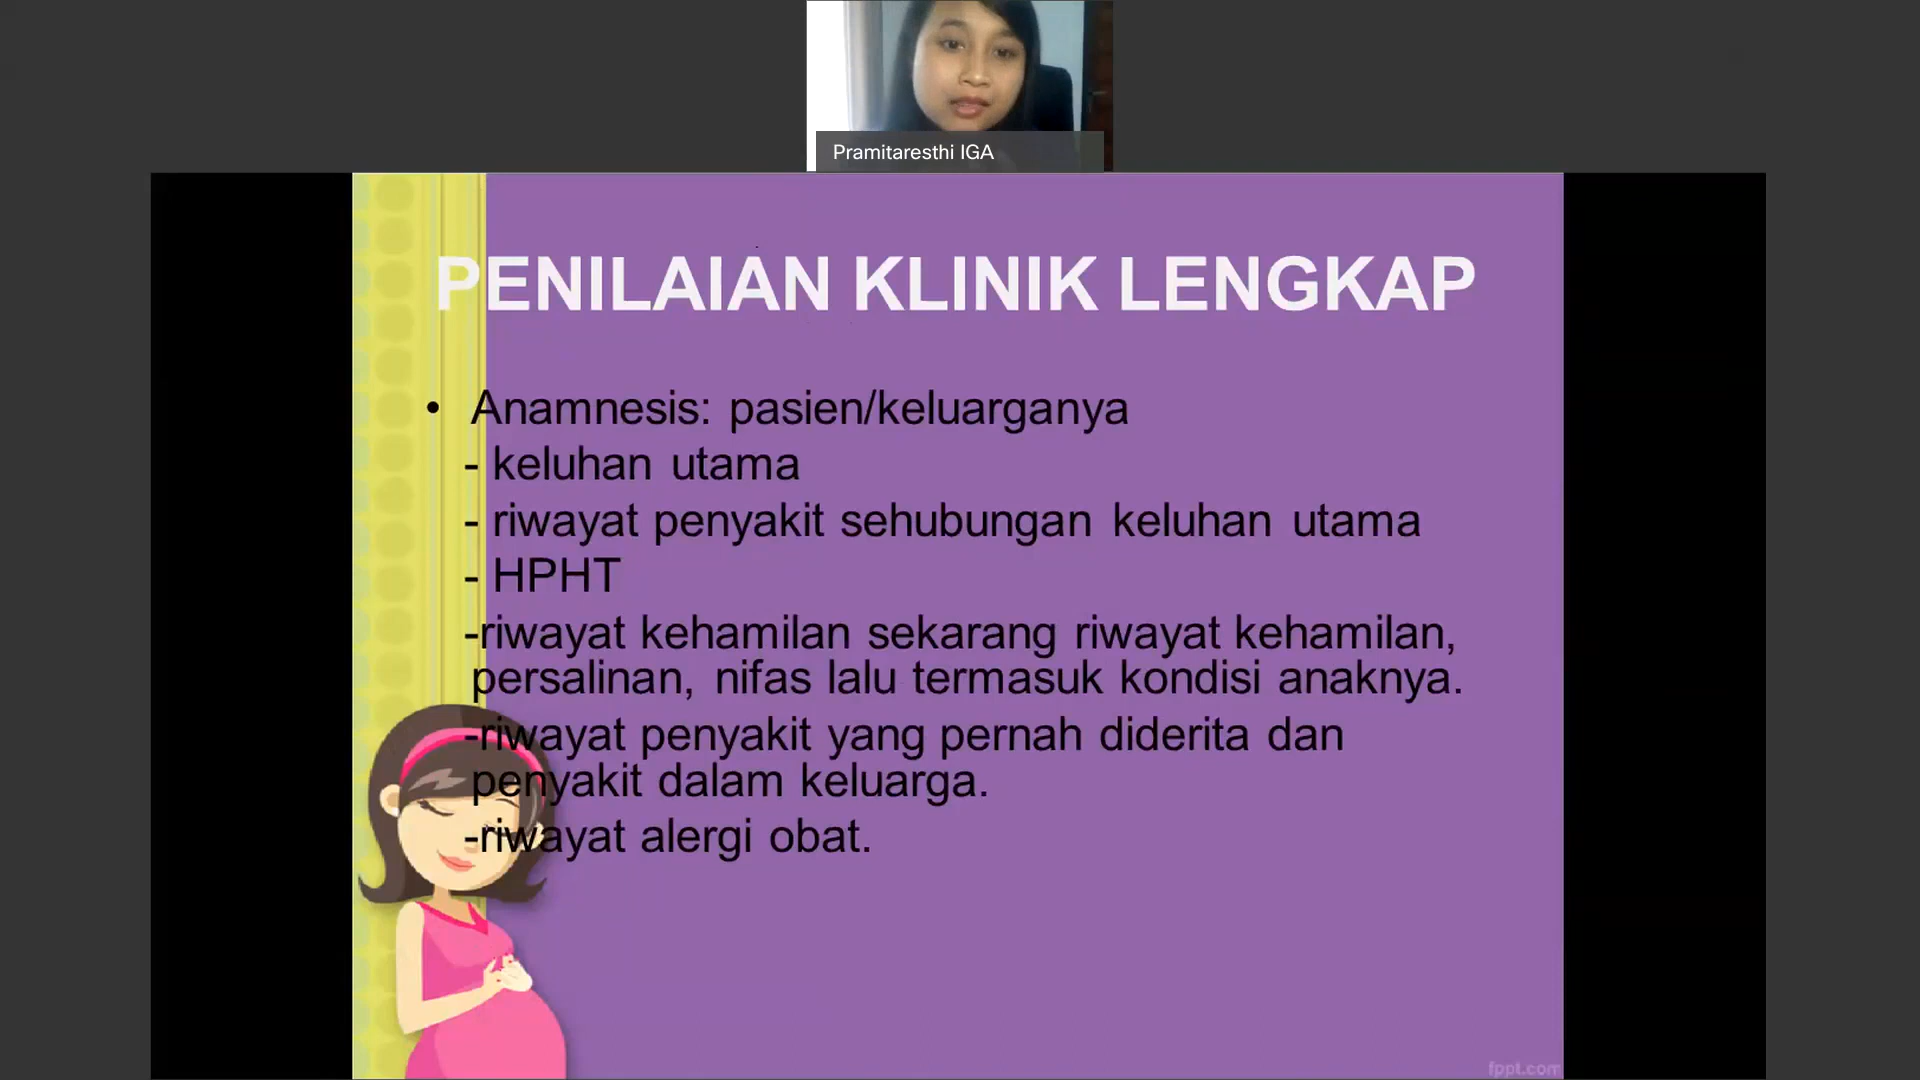 Pramitaresthi IGA
PENILAIAN KLINIK LENGKAP
• Anamnesis: pasien/keluarganya
- keluhan utama
- riwayat penyakit sehubungan keluhan utama
- HPHT
-riwayat kehamilan sekarang riwayat kehamilan,
persalinan, nifas lalu termasuk kondisi anaknya.
-riwayat penyakit yang pernah diderita dan
penyakit dalam keluarga.
-riwayat alergi obat.
fppt.com